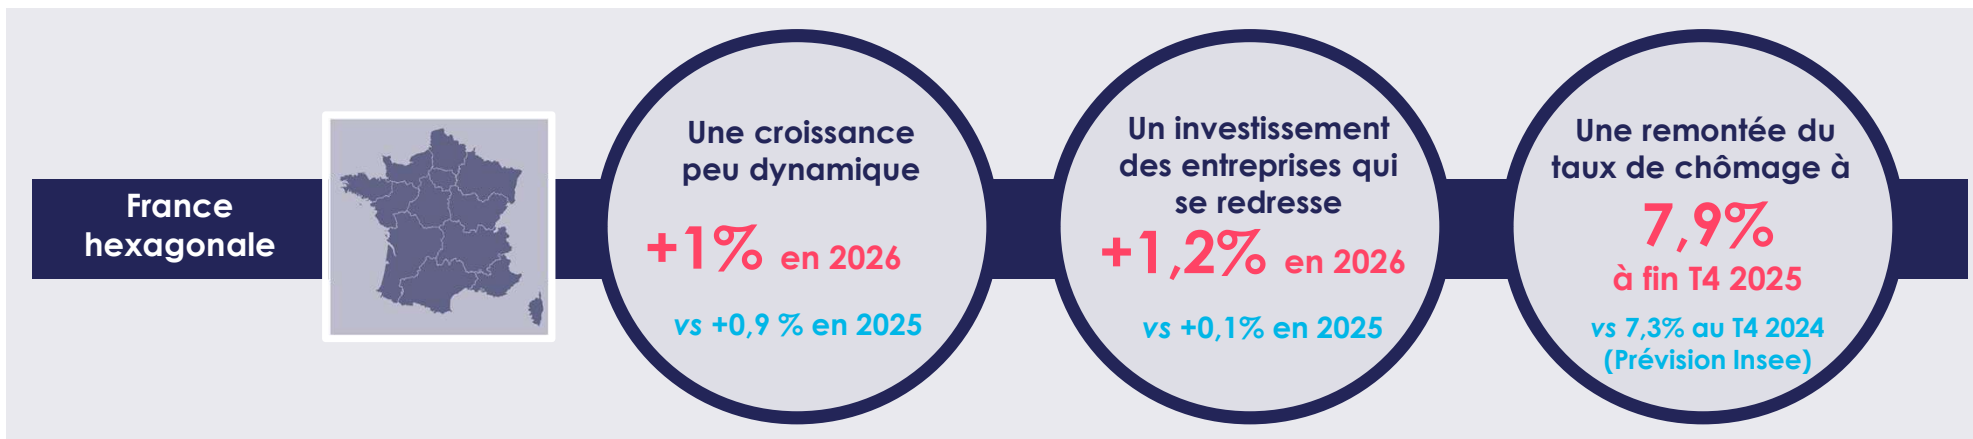 France
hexagonale
Une croissance
peu dynamique
+1% en 2026
vs +0,9 % en 2025
Un investissement
des entreprises qui
se redresse
+1,2% en 2026
vs +0,1% en 2025
Une remontée du
taux de chômage à
7,9%
à fin T4 2025
vs 7,3% au T4 2024
(Prévision Insee)